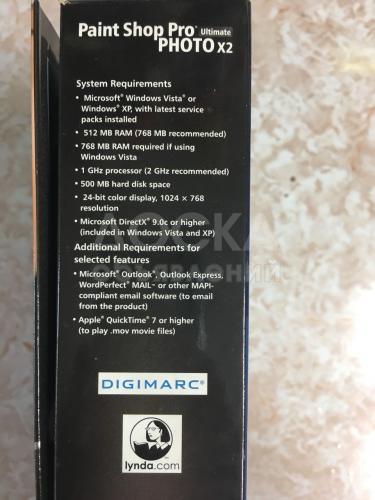 Paint Shop Pro® Ultimate
PHOTO X2
System Requirements
• Microsoft® Windows Vista® or
Windows® XP, with latest service
packs installed
• 512 MB RAM (768 MB recommended)
• 768 MB RAM required if using
Windows Vista
• 1 GHz processor (2 GHz recommended)
• 500 MB hard disk space
• 24-bit color display, 1024 × 768
resolution
• Microsoft DirectX® 9.0c or higher
(included in Windows Vista and XP)
Additional Requirements for
selected features
• Microsoft® Outlook®, Outlook Express,
WordPerfect® MAIL™ or other MAPI-
compliant email software (to email
from the product)
• Apple® QuickTime® 7 or higher
(to play .mov movie files)
ДОСКА
ОБЪЯВЛЕНИЙ
DIGIMARC®
lynda.com